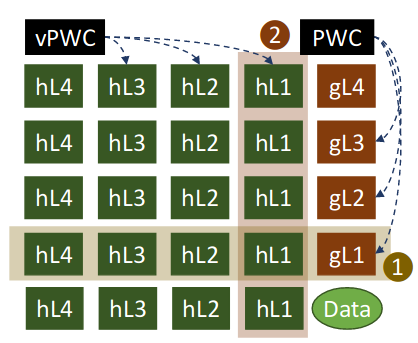 vPWC 2 PWC
hL4 hL3 hL2 hL1 gL4
hL4 hL3 hL2 hL1 gL3
hL4 hL3 hL2 hL1 gL2
hL4 hL3 hL2 hL1 gL1
1
hL4 hL3 hL2 hL1 Data